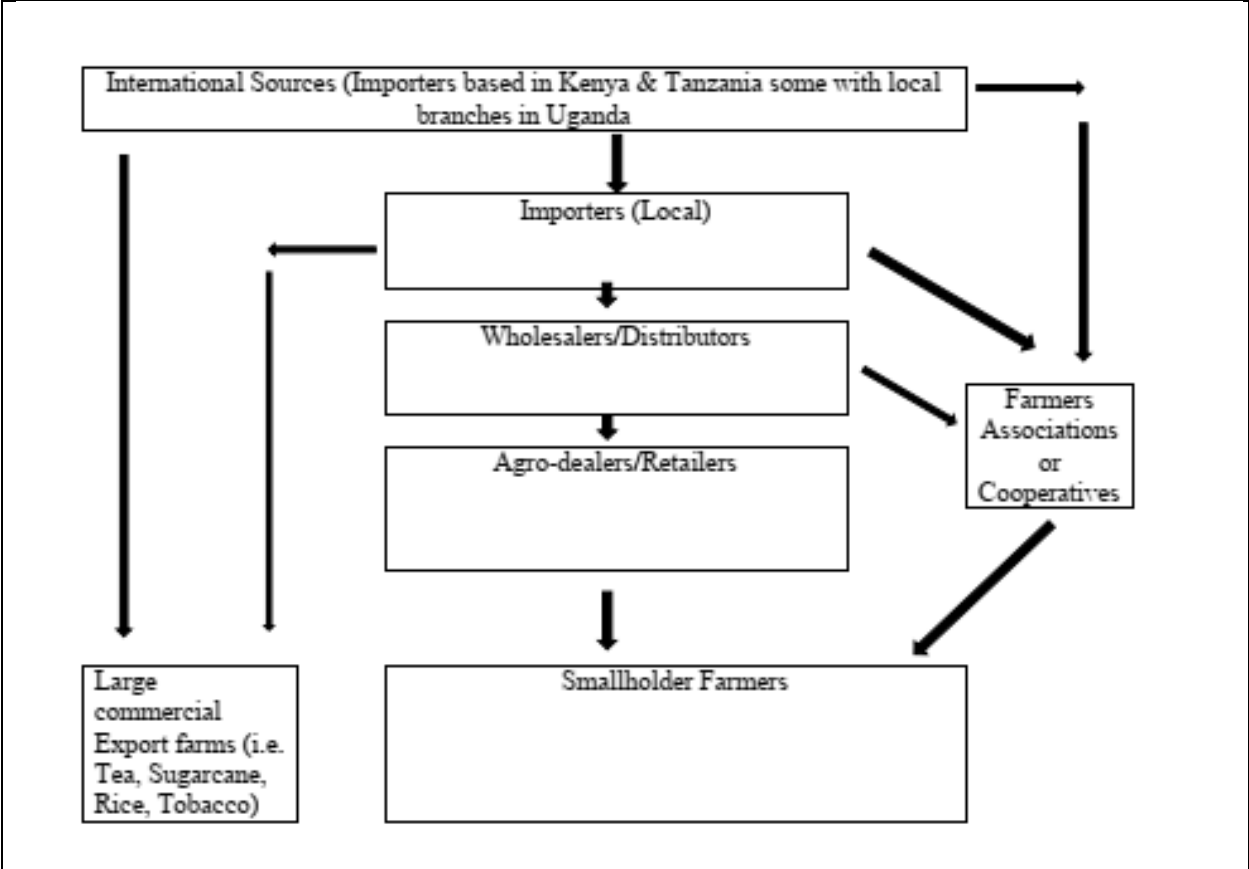 International Sources (Importers based in Kenya & Tanzania some with local
branches in Uganda
Importers (Local)
Wholesalers/Distributors
Agro-dealers/Retailers
Farmers
Associations
or
Cooperatives
Large
commercial
Export farms (i.e.
Tea, Sugarcane,
Rice, Tobacco)
Smallholder Farmers